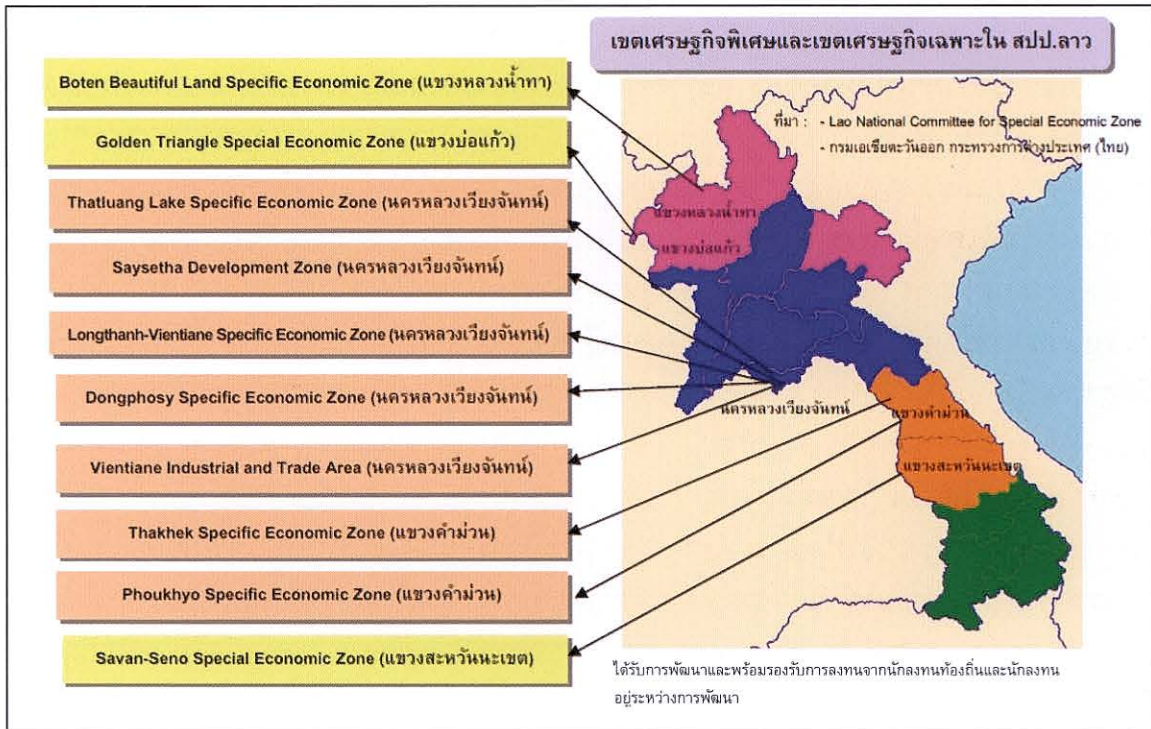 เขตเศรษฐกิจพิเศษและเขตเศรษฐกิจเฉพาะใน สปป.ลาว
Boten Beautiful Land Specific Economic Zone (แขวงหลวงน้ำทา)
Golden Triangle Special Economic Zone (แขวงบ่อแก้ว)
Thatluang Lake Specific Economic Zone (นครหลวงเวียงจันทน์)
Saysetha Development Zone (นครหลวงเวียงจันทน์)
Longthanh-Vientiane Specific Economic Zone (นครหลวงเวียงจันทน์)
Dongphosy Specific Economic Zone (นครหลวงเวียงจันทน์)
Vientiane Industrial and Trade Area (นครหลวงเวียงจันทน์)
Thakhek Specific Economic Zone (แขวงคำม่วน)
Phoukhyo Specific Economic Zone (แขวงคำม่วน)
Savan-Seno Special Economic Zone (แขวงสะหวันนะเขต)
ที่มา : - Lao National Committee for Special Economic Zone
- กรมเอเชียตะวันออก กระทรวงการต่างประเทศ (ไทย)
แขวงหลวงน้ำทา
แขวงบ่อแก้ว
นครหลวงเวียงจันทน์
แขวงคำม่วน
แขวงสะหวันนะเขต
ได้รับการพัฒนาและพร้อมรองรับการลงทุนจากนักลงทุนท้องถิ่นและนักลงทุน
อยู่ระหว่างการพัฒนา